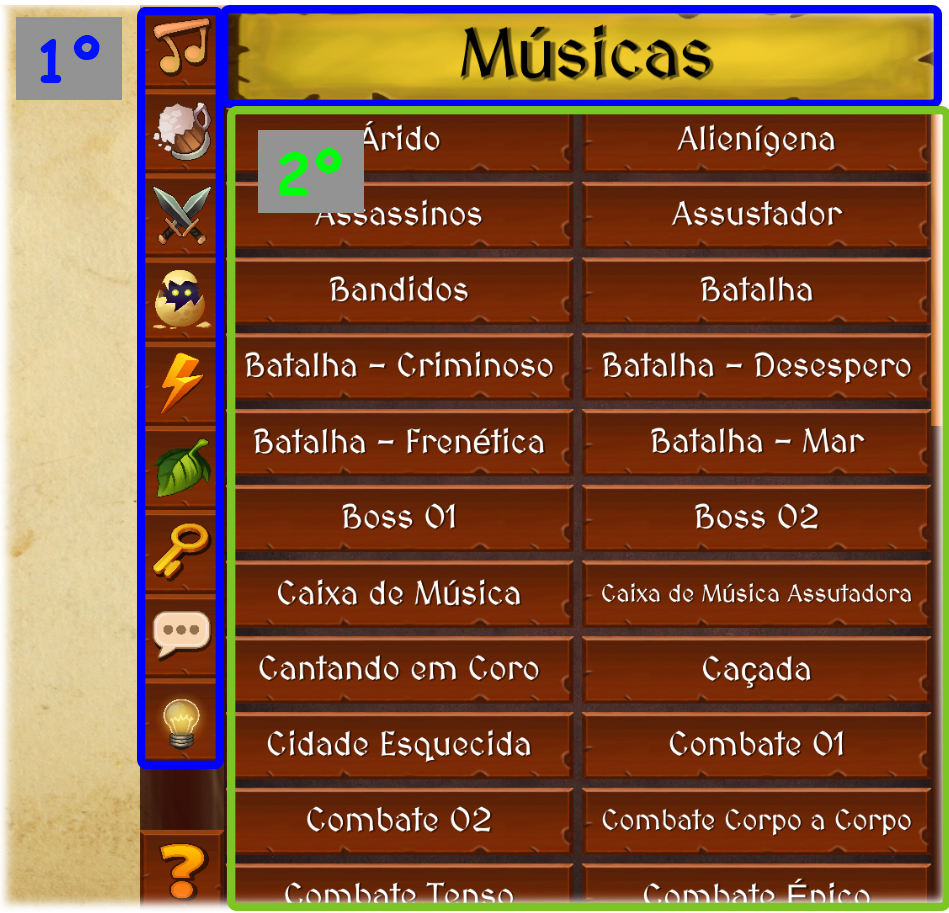 1°
Músicas
2°
Árido Alienígena
Assassinos Assustador
Bandidos Batalha
Batalha - Criminoso Batalha - Desespero
Batalha - Frenética Batalha - Mar
Boss 01 Boss 02
Caixa de Música Caixa de Música Assutadora
Cantando em Coro Caçada
Cidade Esquecida Combate 01
Combate 02 Combate Corpo a Corpo
Combate Tenso Combate Épico
?